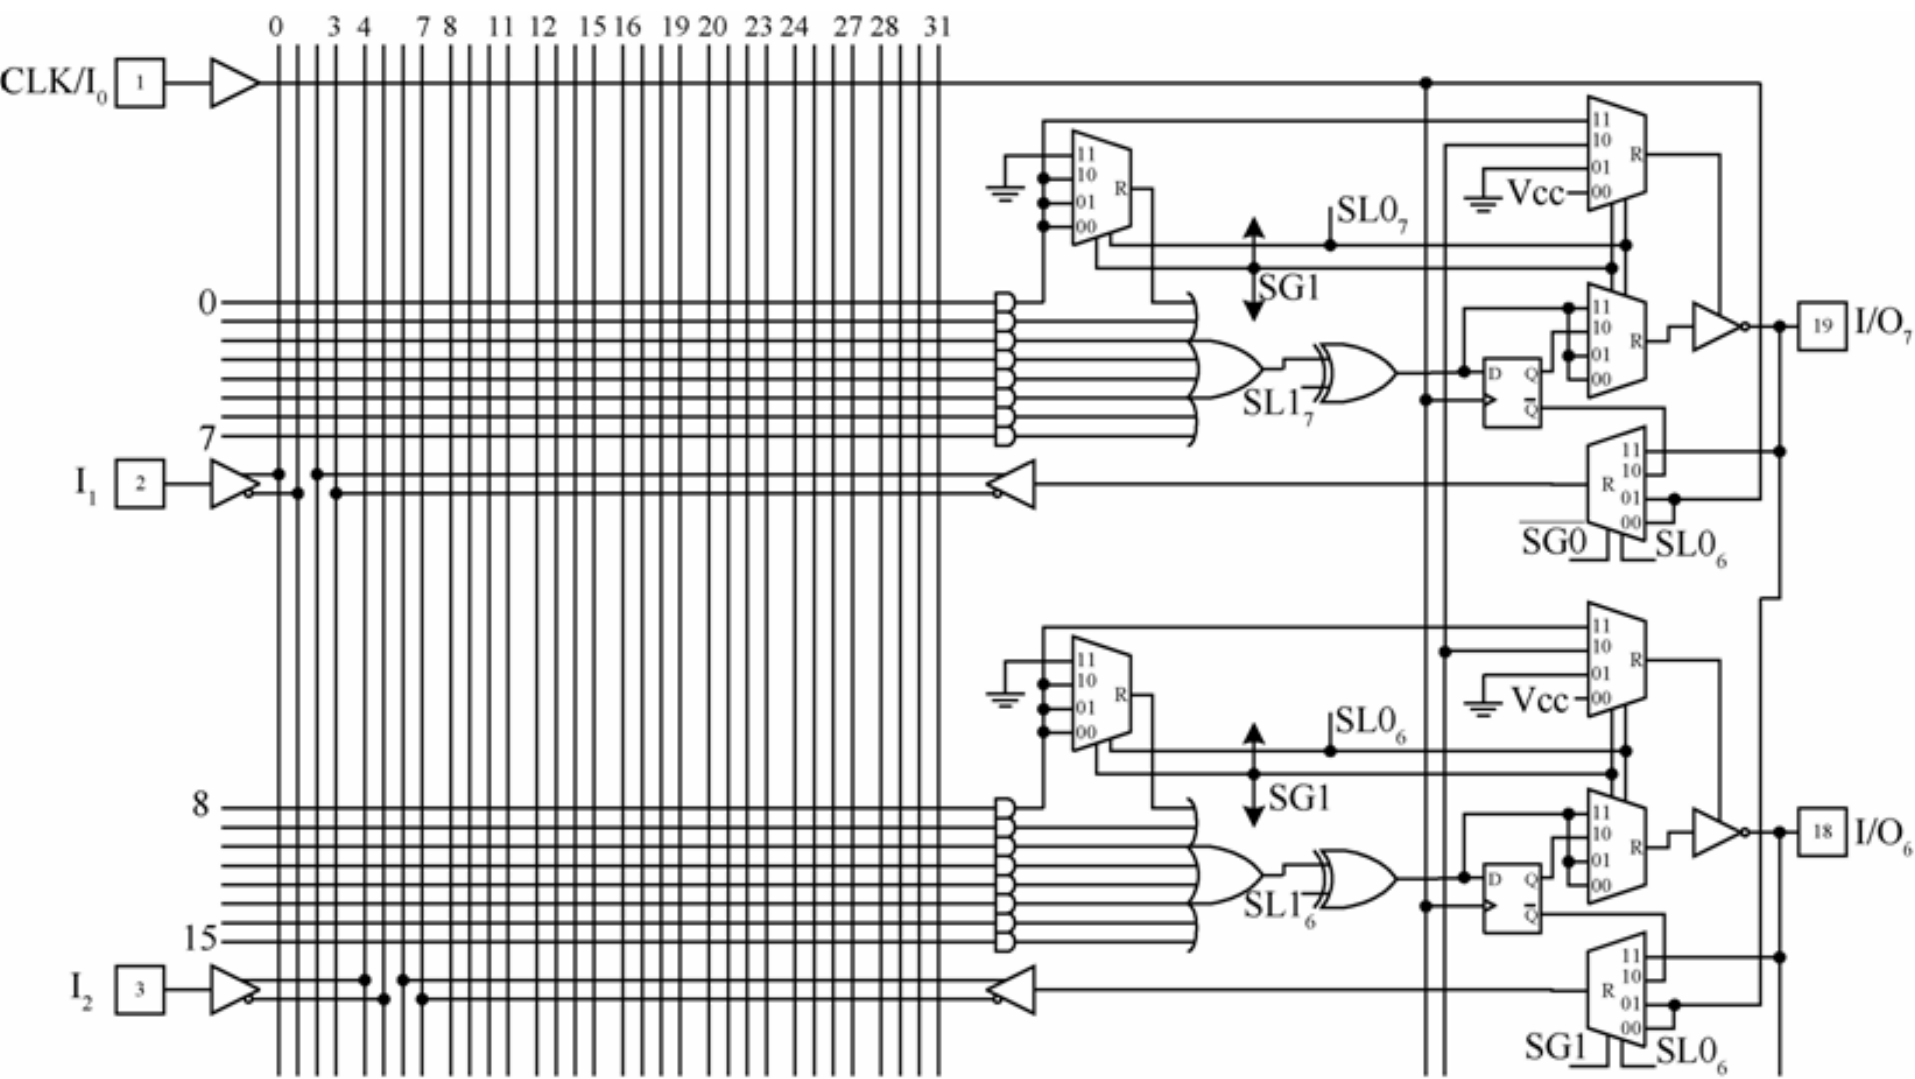 0 3 4 7 8 11 12 15 16 19 20 23 24 27 28 31
CLK/I₀ 1
11
10
01
00
R
Vcc
11
10
01
00
R
SL0₇
SG1
0
11
10
01
00
R
19 I/O₇
SL1₇
D Q
Q̅
7
I₁ 2
11
10
01
00
R
S̅G̅0̅ SL0₆
11
10
01
00
R
Vcc
11
10
01
00
R
SL0₆
SG1
8
11
10
01
00
R
18 I/O₆
SL1₆
D Q
Q̅
15
I₂ 3
11
10
01
00
R
SG1 SL0₆